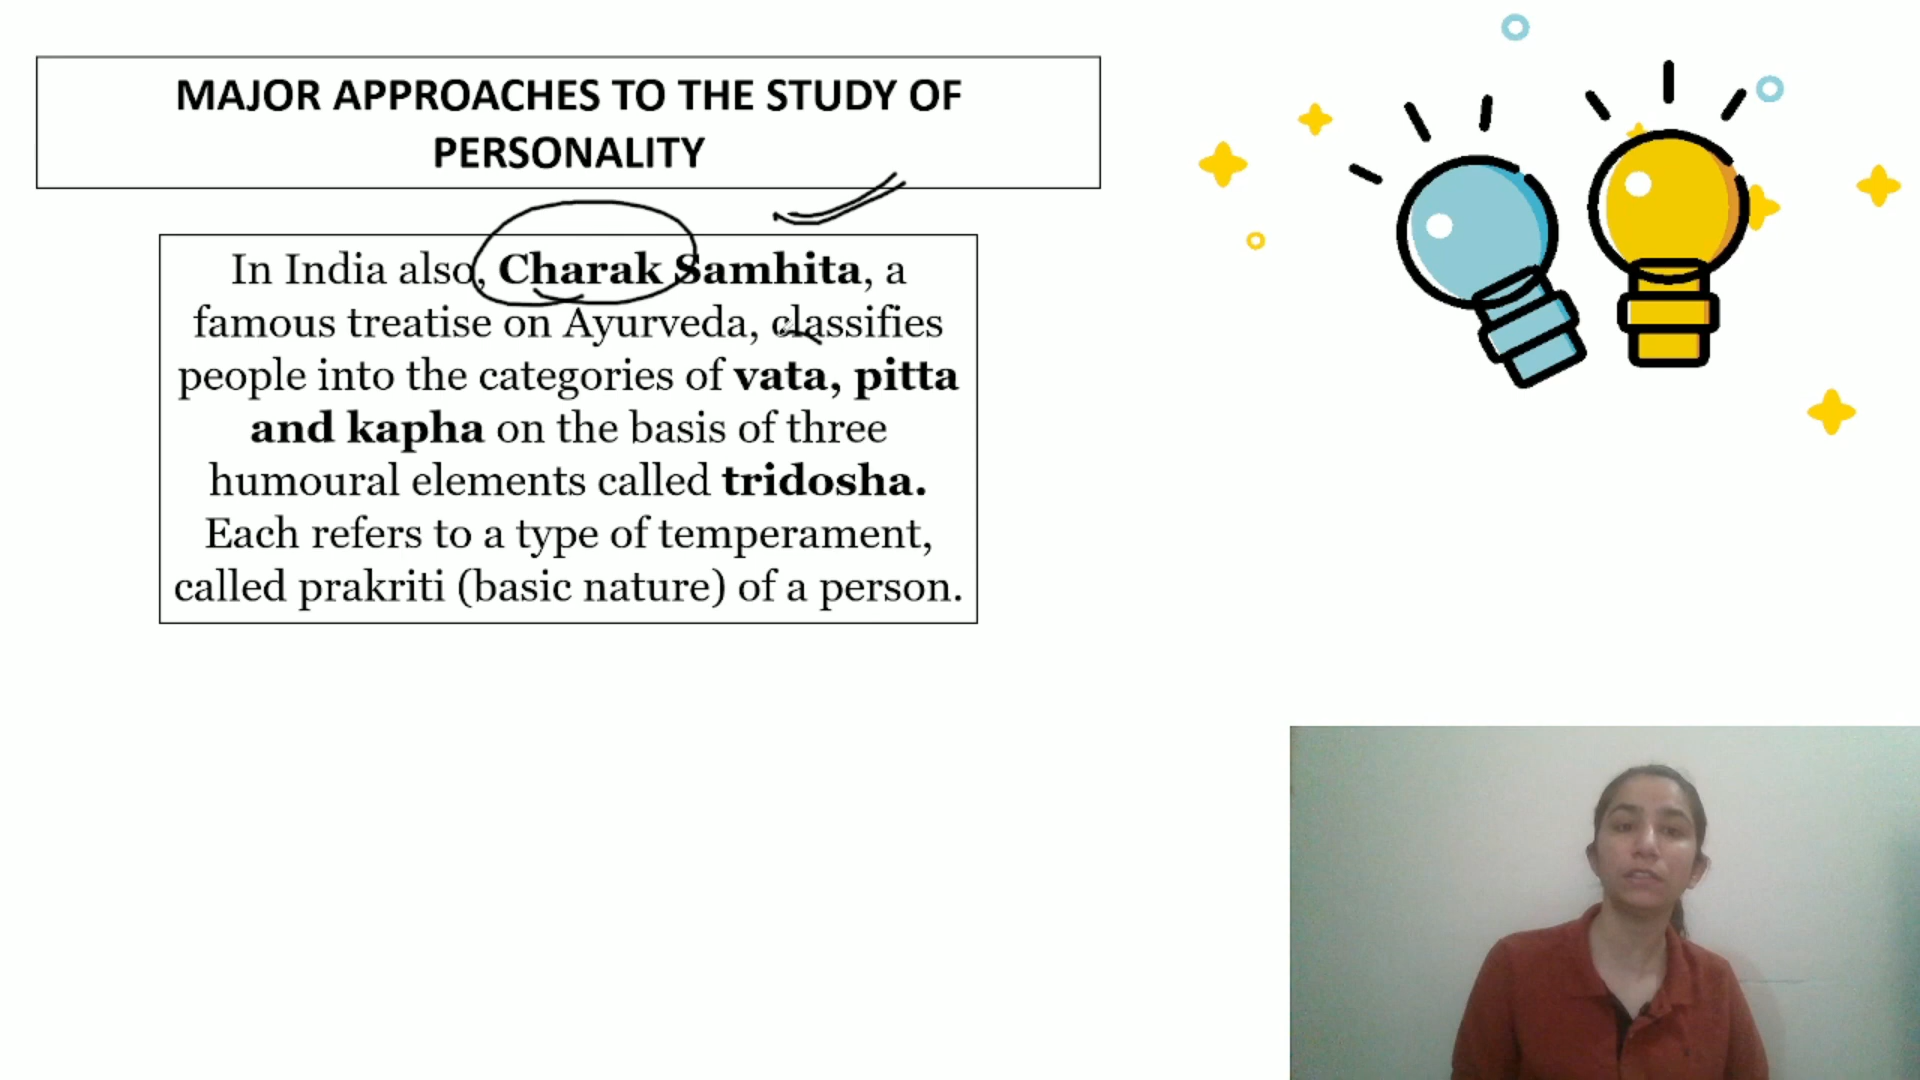 MAJOR APPROACHES TO THE STUDY OF
PERSONALITY
In India also, Charak Samhita, a
famous treatise on Ayurveda, classifies
people into the categories of vata, pitta
and kapha on the basis of three
humoural elements called tridosha.
Each refers to a type of temperament,
called prakriti (basic nature) of a person.